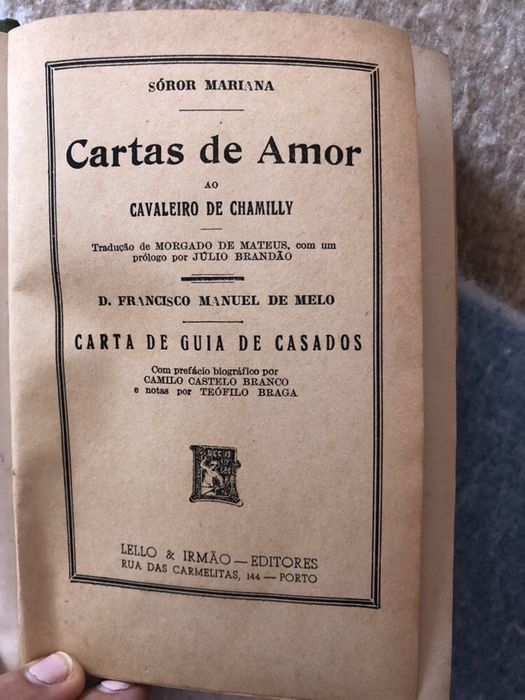 SÓROR MARIANA
Cartas de Amor
AO
CAVALEIRO DE CHAMILLY
Tradução de MORGADO DE MATEUS, com um
prólogo por JÚLIO BRANDÃO
D. FRANCISCO MANUEL DE MELO
CARTA DE GUIA DE CASADOS
Com prefácio biográfico por
CAMILO CASTELO BRANCO
e notas por TEÓFILO BRAGA
LELLO & IRMÃO — EDITORES
RUA DAS CARMELITAS, 144 — PORTO